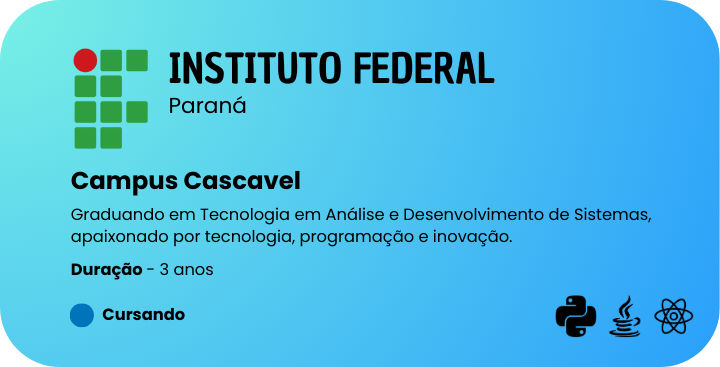 INSTITUTO FEDERAL
Paraná
Campus Cascavel
Graduando em Tecnologia em Análise e Desenvolvimento de Sistemas,
apaixonado por tecnologia, programação e inovação.
Duração - 3 anos
Cursando